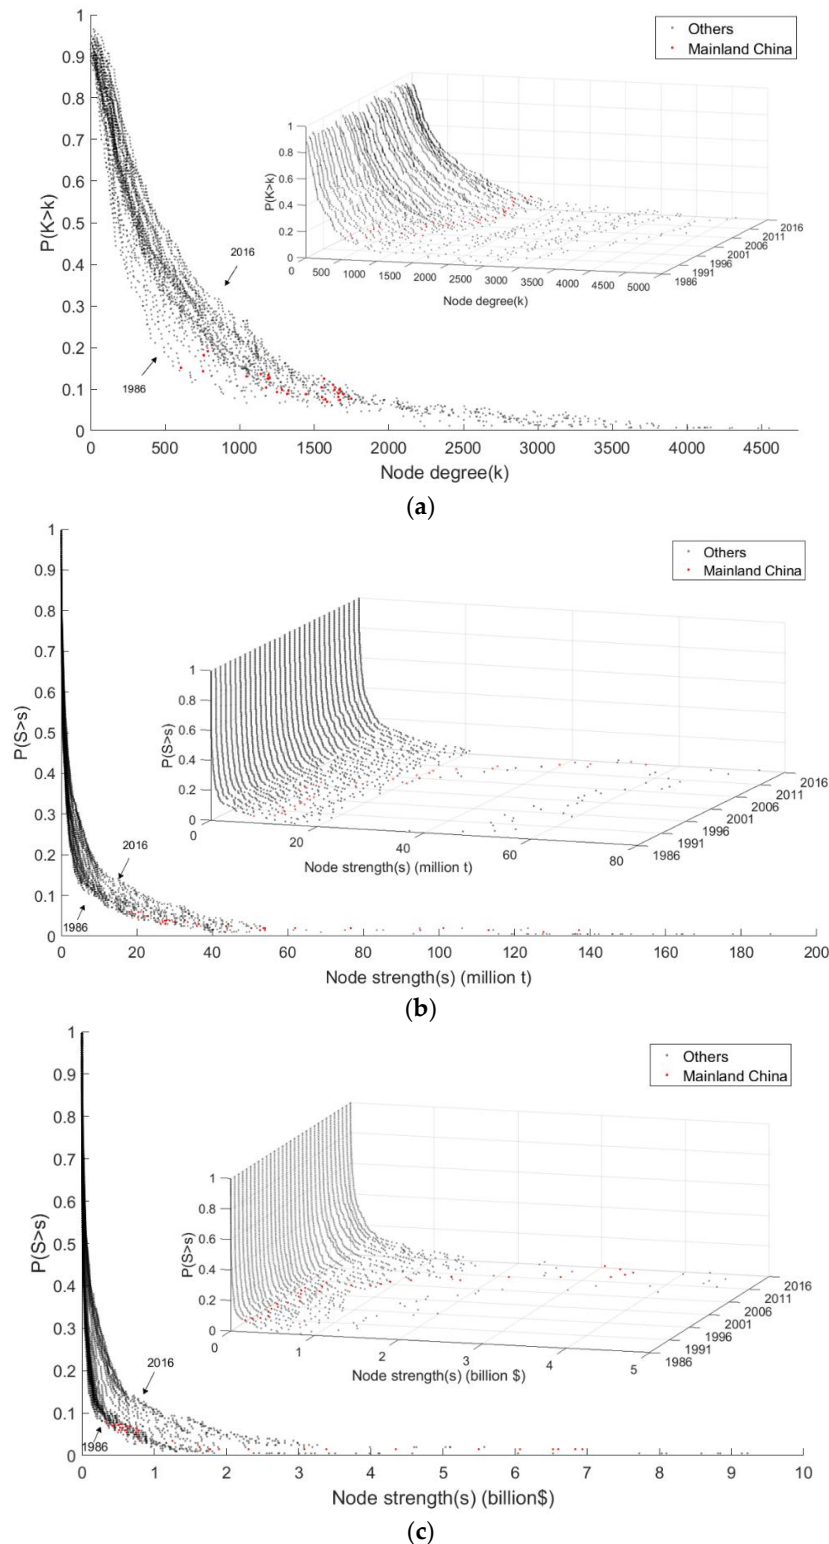 1
0.9
0.8
0.7
0.6
0.5
0.4
0.3
0.2
0.1
0
P(K>k)
0 500 1000 1500 2000 2500 3000 3500 4000 4500
Node degree(k)
Others
Mainland China
2016
1986
1
0.8
0.6
0.4
0.2
0
P(K>k)
0 500 1000 1500 2000 2500 3000 3500 4000 4500 5000
Node degree(k)
1986 1991 1996 2001 2006 2011 2016
(a)
1
0.9
0.8
0.7
0.6
0.5
0.4
0.3
0.2
0.1
0
P(S>s)
0 20 40 60 80 100 120 140 160 180 200
Node strength(s) (million t)
Others
Mainland China
2016
1986
1
0.8
0.6
0.4
0.2
0
P(S>s)
0 20 40 60 80
Node strength(s) (million t)
1986 1991 1996 2001 2006 2011 2016
(b)
1
0.9
0.8
0.7
0.6
0.5
0.4
0.3
0.2
0.1
0
P(S>s)
0 1 2 3 4 5 6 7 8 9 10
Node strength(s) (billion$)
Others
Mainland China
2016
1986
1
0.8
0.6
0.4
0.2
0
P(S>s)
0 1 2 3 4 5
Node strength(s) (billion $)
1986 1991 1996 2001 2006 2011 2016
(c)